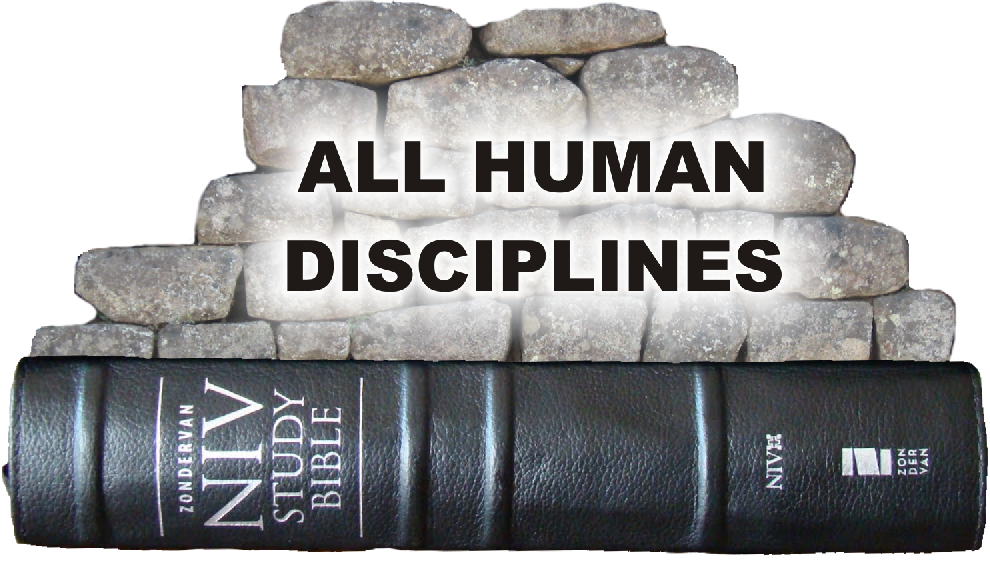 ALL HUMAN
DISCIPLINES
ZONDERVAN
NIV
STUDY
BIBLE
NIV
ZON
DER
VAN